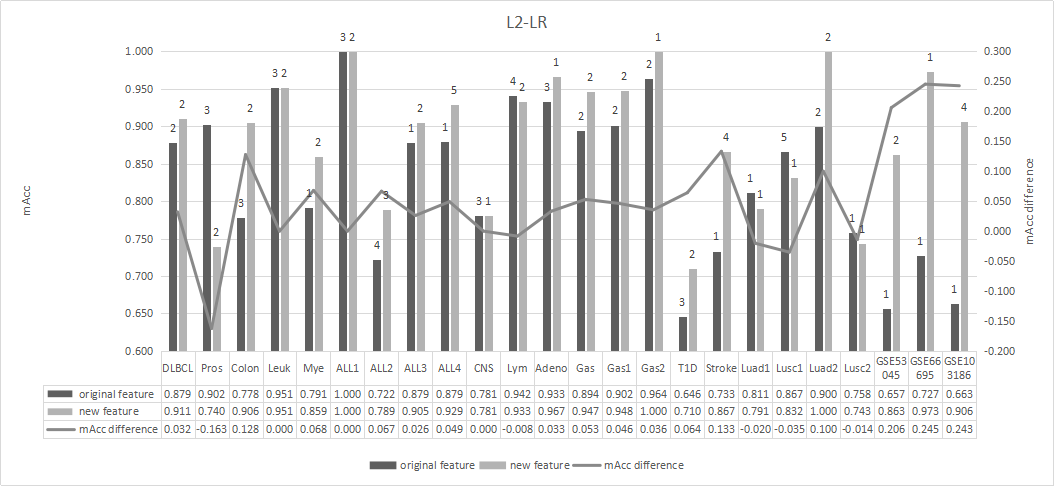 L2-LR
mAcc
mAcc difference
1.000
0.950
0.900
0.850
0.800
0.750
0.700
0.650
0.600
0.300
0.250
0.200
0.150
0.100
0.050
0.000
-0.050
-0.100
-0.150
-0.200
2 2 3 2 3 2 3 2 1 2 3 2 4 3 1 2 1 5 3 1 4 2 3 1 2 2 2 2 2 1 3 2 1 4 1 1 5 1 2 2 1 1 1 2 1 1 1 4
DLBCL Pros Colon Leuk Mye ALL1 ALL2 ALL3 ALL4 CNS Lym Adeno Gas Gas1 Gas2 T1D Stroke Luad1 Lusc1 Luad2 Lusc2 GSE53 GSE66 GSE10
045 695 3186
original feature 0.879 0.902 0.778 0.951 0.791 1.000 0.722 0.879 0.879 0.781 0.942 0.933 0.894 0.902 0.964 0.646 0.733 0.811 0.867 0.900 0.758 0.657 0.727 0.663
new feature 0.911 0.740 0.906 0.951 0.859 1.000 0.789 0.905 0.929 0.781 0.933 0.967 0.947 0.948 1.000 0.710 0.867 0.791 0.832 1.000 0.743 0.863 0.973 0.906
mAcc difference 0.032 -0.163 0.128 0.000 0.068 0.000 0.067 0.026 0.049 0.000 -0.008 0.033 0.053 0.046 0.036 0.064 0.133 -0.020 -0.035 0.100 -0.014 0.206 0.245 0.243
original feature new feature mAcc difference